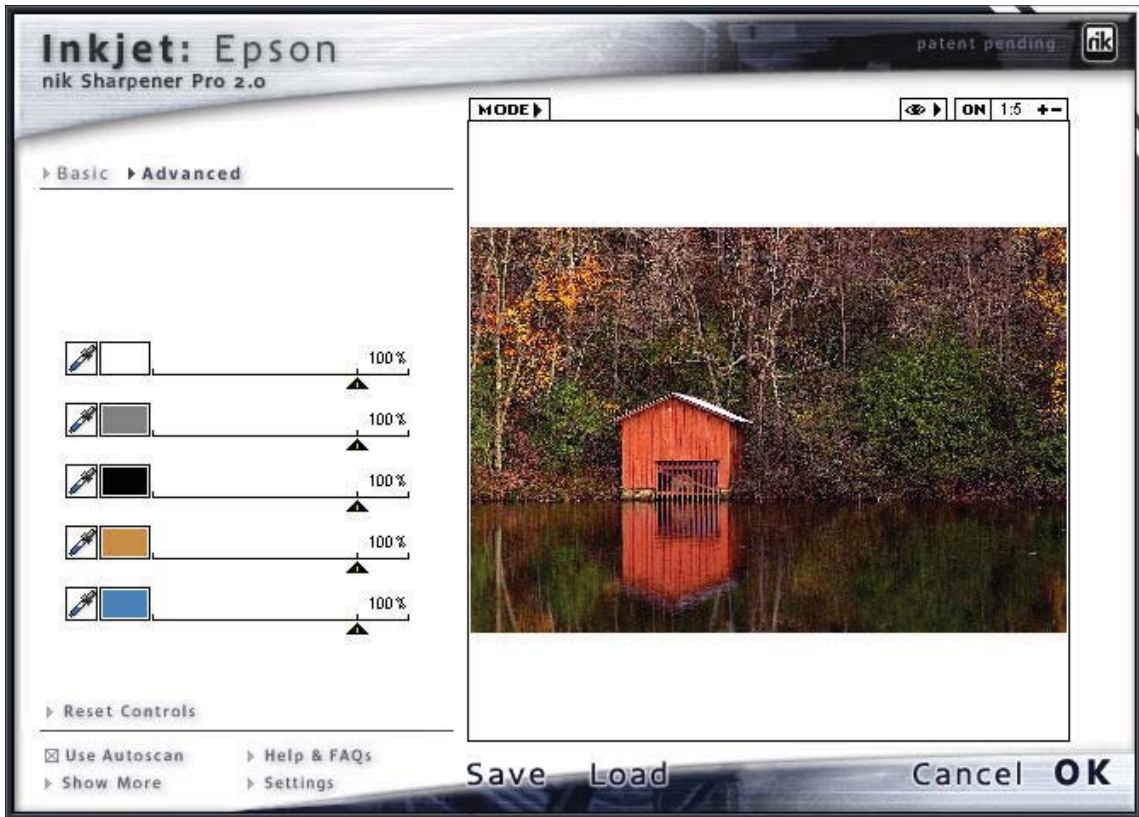 Inkjet: Epson
nik Sharpener Pro 2.0
patent pending
nik
MODE
ON 1:5 + -
Basic Advanced
100%
100%
100%
100%
100%
Reset Controls
Use Autoscan Help & FAQs
Show More Settings
Save Load Cancel OK